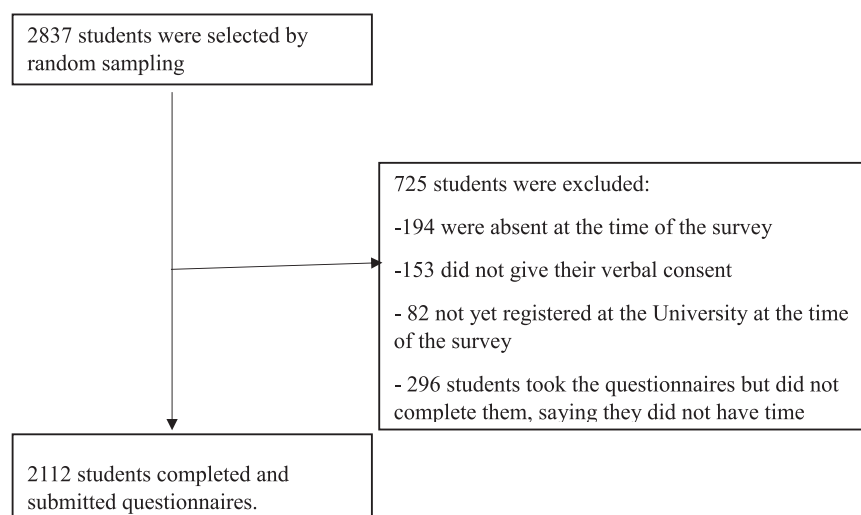 2837 students were selected by
random sampling
725 students were excluded:
-194 were absent at the time of the survey
-153 did not give their verbal consent
- 82 not yet registered at the University at the time
of the survey
- 296 students took the questionnaires but did not
complete them, saying they did not have time
2112 students completed and
submitted questionnaires.